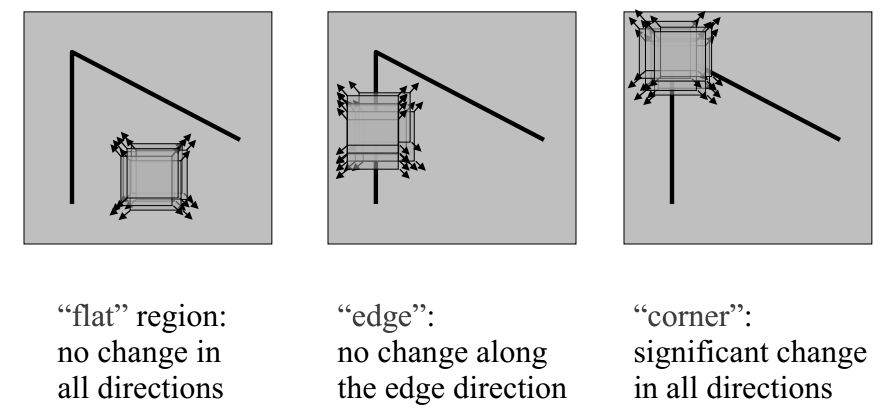 “flat” region:
no change in
all directions
“edge”:
no change along
the edge direction
“corner”:
significant change
in all directions